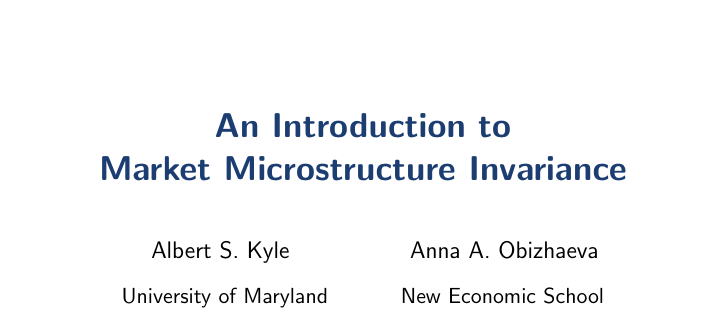 An Introduction to
Market Microstructure Invariance
Albert S. Kyle Anna A. Obizhaeva
University of Maryland New Economic School